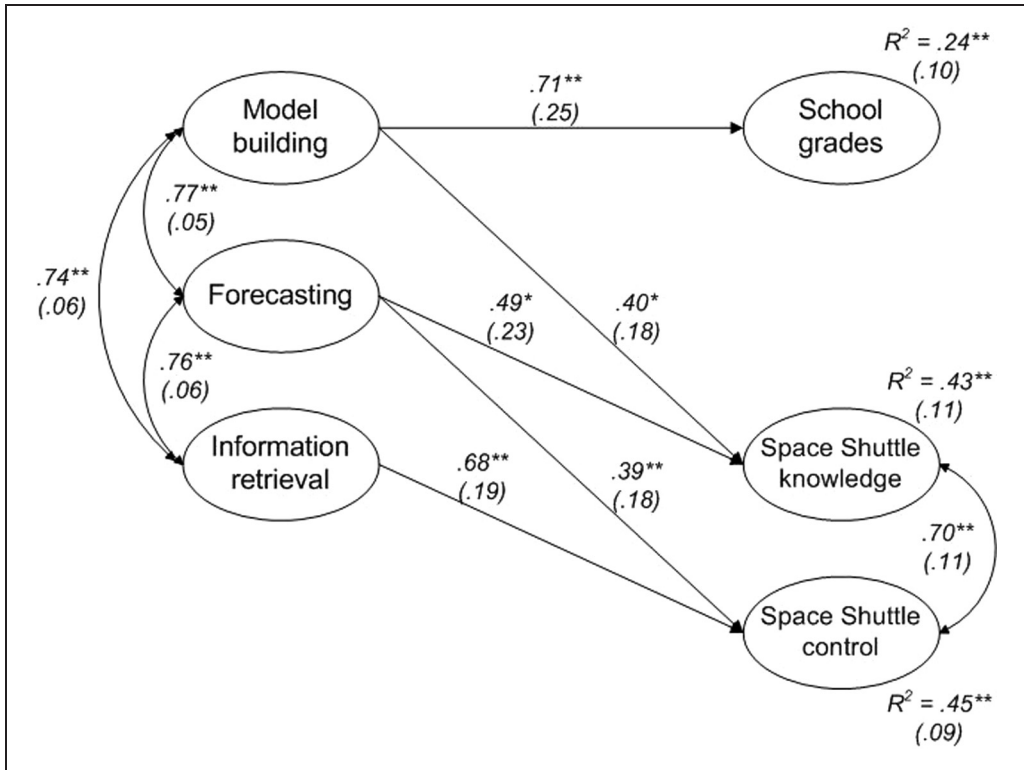 R² = .24**
(.10)
Model
building
.71**
(.25)
School
grades
.77**
(.05)
.74**
(.06)
Forecasting
.49*
(.23)
.40*
(.18)
.76**
(.06)
R² = .43**
(.11)
Information
retrieval
.68**
(.19)
.39**
(.18)
Space Shuttle
knowledge
.70**
(.11)
Space Shuttle
control
R² = .45**
(.09)